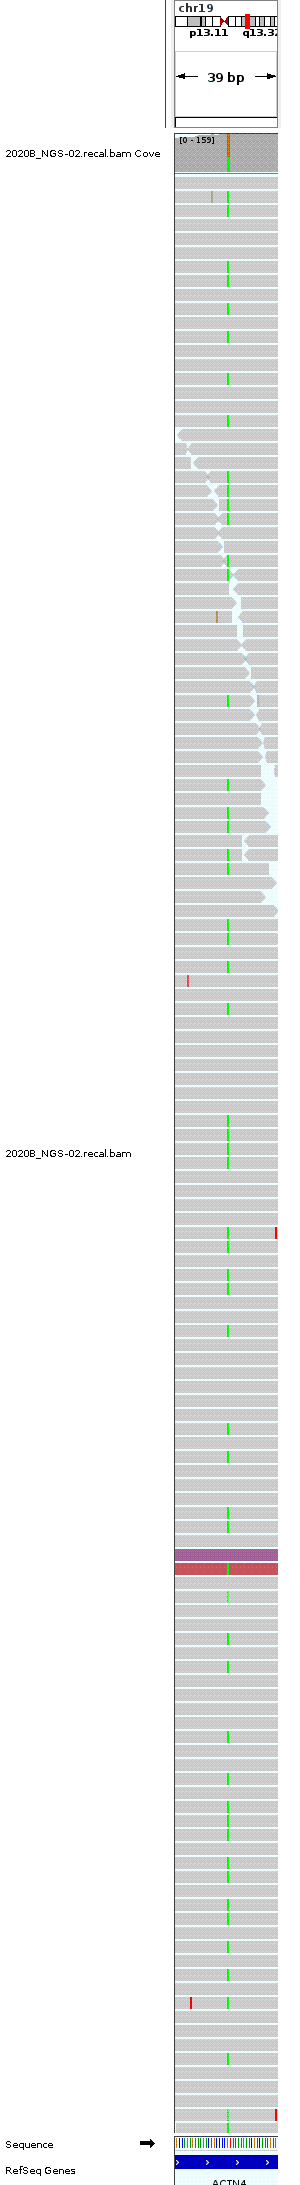 chr19
p13.11 q13.32
39 bp
[0 - 159]
2020B_NGS-02.recal.bam Cove
2020B_NGS-02.recal.bam
Sequence
RefSeq Genes
ACTN4